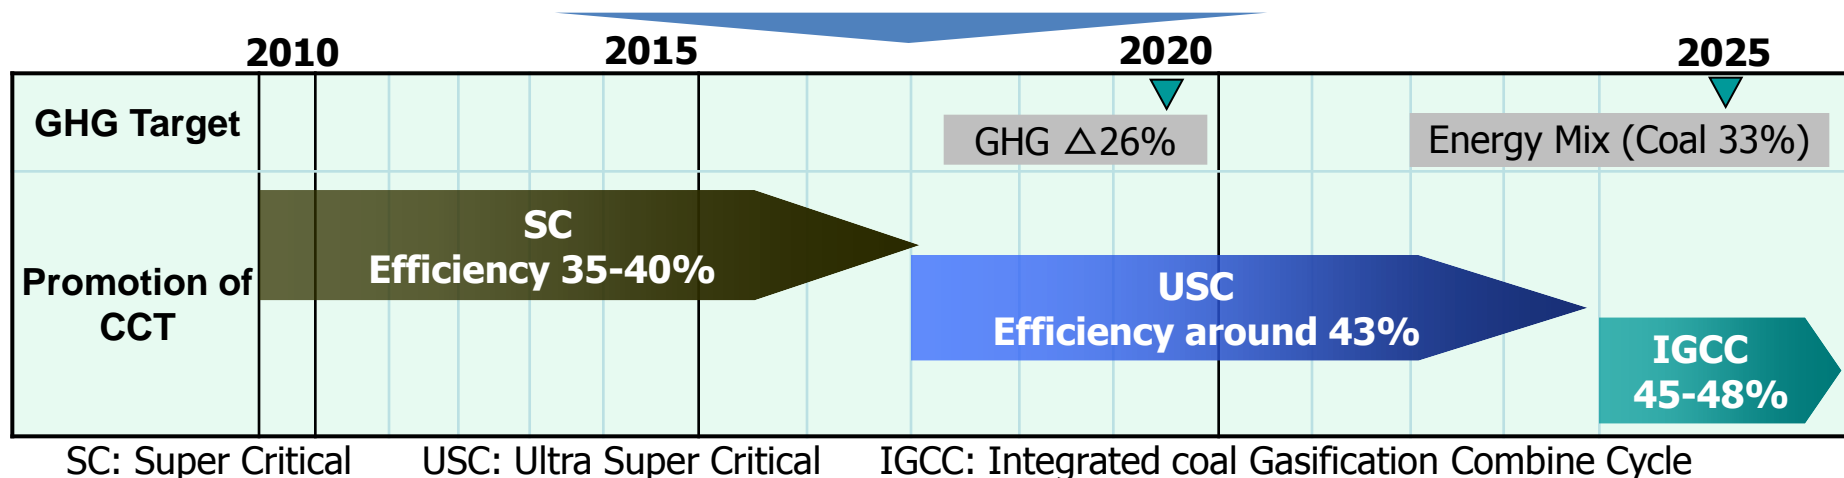 2010 2015 2020 2025
GHG Target
GHG △26%
Energy Mix (Coal 33%)
Promotion of
CCT
SC
Efficiency 35-40%
USC
Efficiency around 43%
IGCC
45-48%
SC: Super Critical USC: Ultra Super Critical IGCC: Integrated coal Gasification Combine Cycle